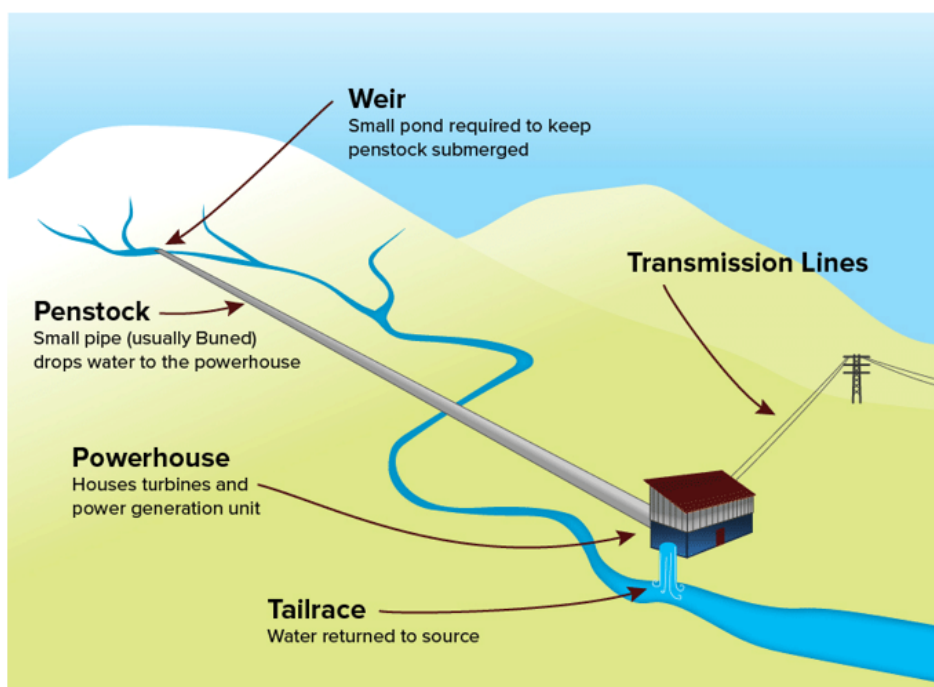 Weir
Small pond required to keep
penstock submerged
Transmission Lines
Penstock
Small pipe (usually Buned)
drops water to the powerhouse
Powerhouse
Houses turbines and
power generation unit
Tailrace
Water returned to source